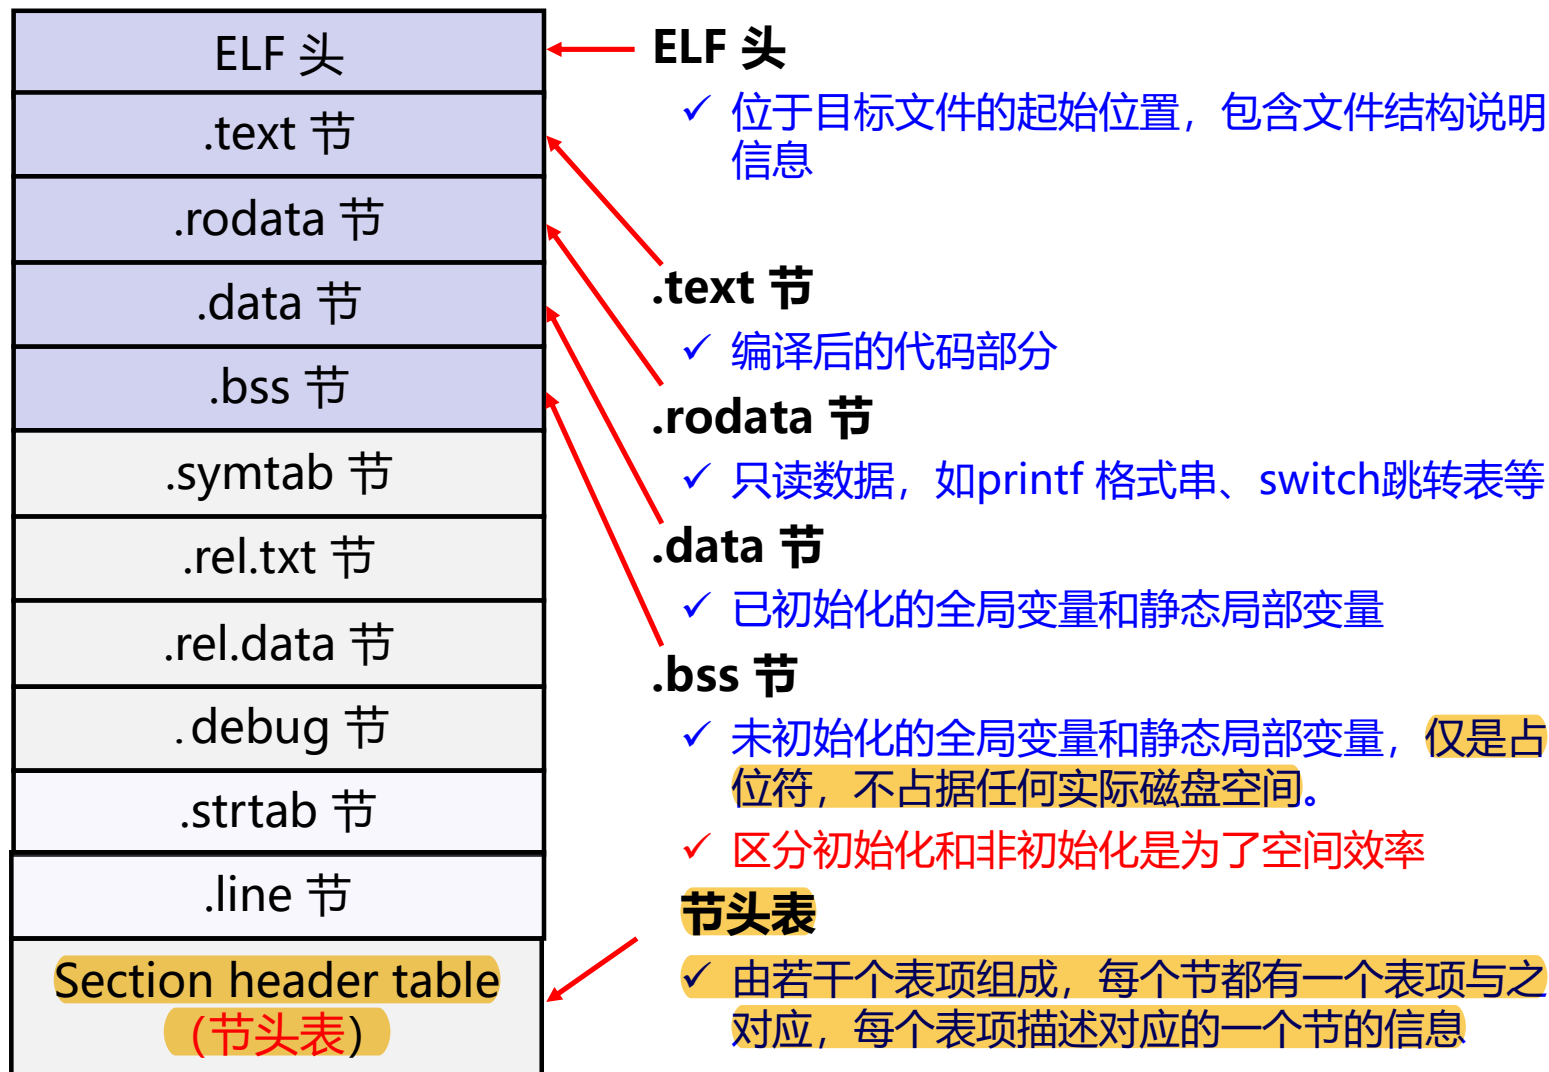 ELF 头
.text 节
.rodata 节
.data 节
.bss 节
.symtab 节
.rel.txt 节
.rel.data 节
.debug 节
.strtab 节
.line 节
Section header table
(节头表)
ELF 头
✓ 位于目标文件的起始位置，包含文件结构说明
信息
.text 节
✓ 编译后的代码部分
.rodata 节
✓ 只读数据，如printf 格式串、switch跳转表等
.data 节
✓ 已初始化的全局变量和静态局部变量
.bss 节
✓ 未初始化的全局变量和静态局部变量，仅是占
位符，不占据任何实际磁盘空间。
✓ 区分初始化和非初始化是为了空间效率
节头表
✓ 由若干个表项组成，每个节都有一个表项与之
对应，每个表项描述对应的一个节的信息